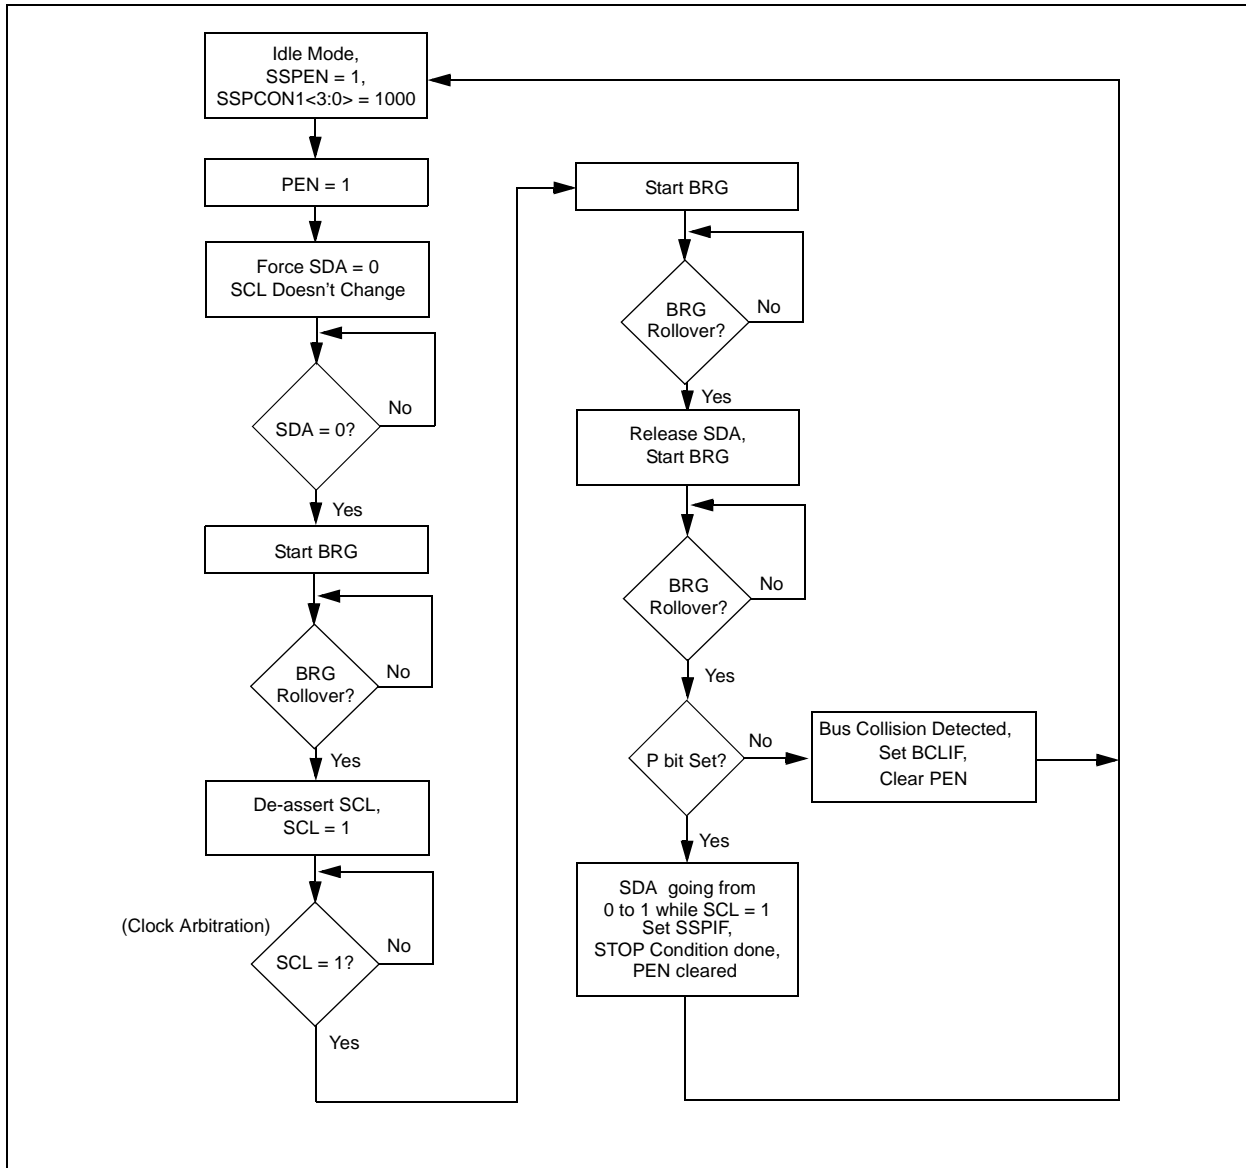 Idle Mode,
SSPEN = 1,
SSPCON1<3:0> = 1000
PEN = 1
Force SDA = 0
SCL Doesn't Change
No
SDA = 0?
Yes
Start BRG
BRG
Rollover?
No
Yes
De-assert SCL,
SCL = 1
(Clock Arbitration)
SCL = 1?
No
Yes
Start BRG
BRG
Rollover?
No
Yes
Release SDA,
Start BRG
BRG
Rollover?
No
Yes
P bit Set?
No
Bus Collision Detected,
Set BCLIF,
Clear PEN
Yes
SDA going from
0 to 1 while SCL = 1
Set SSPIF,
STOP Condition done,
PEN cleared